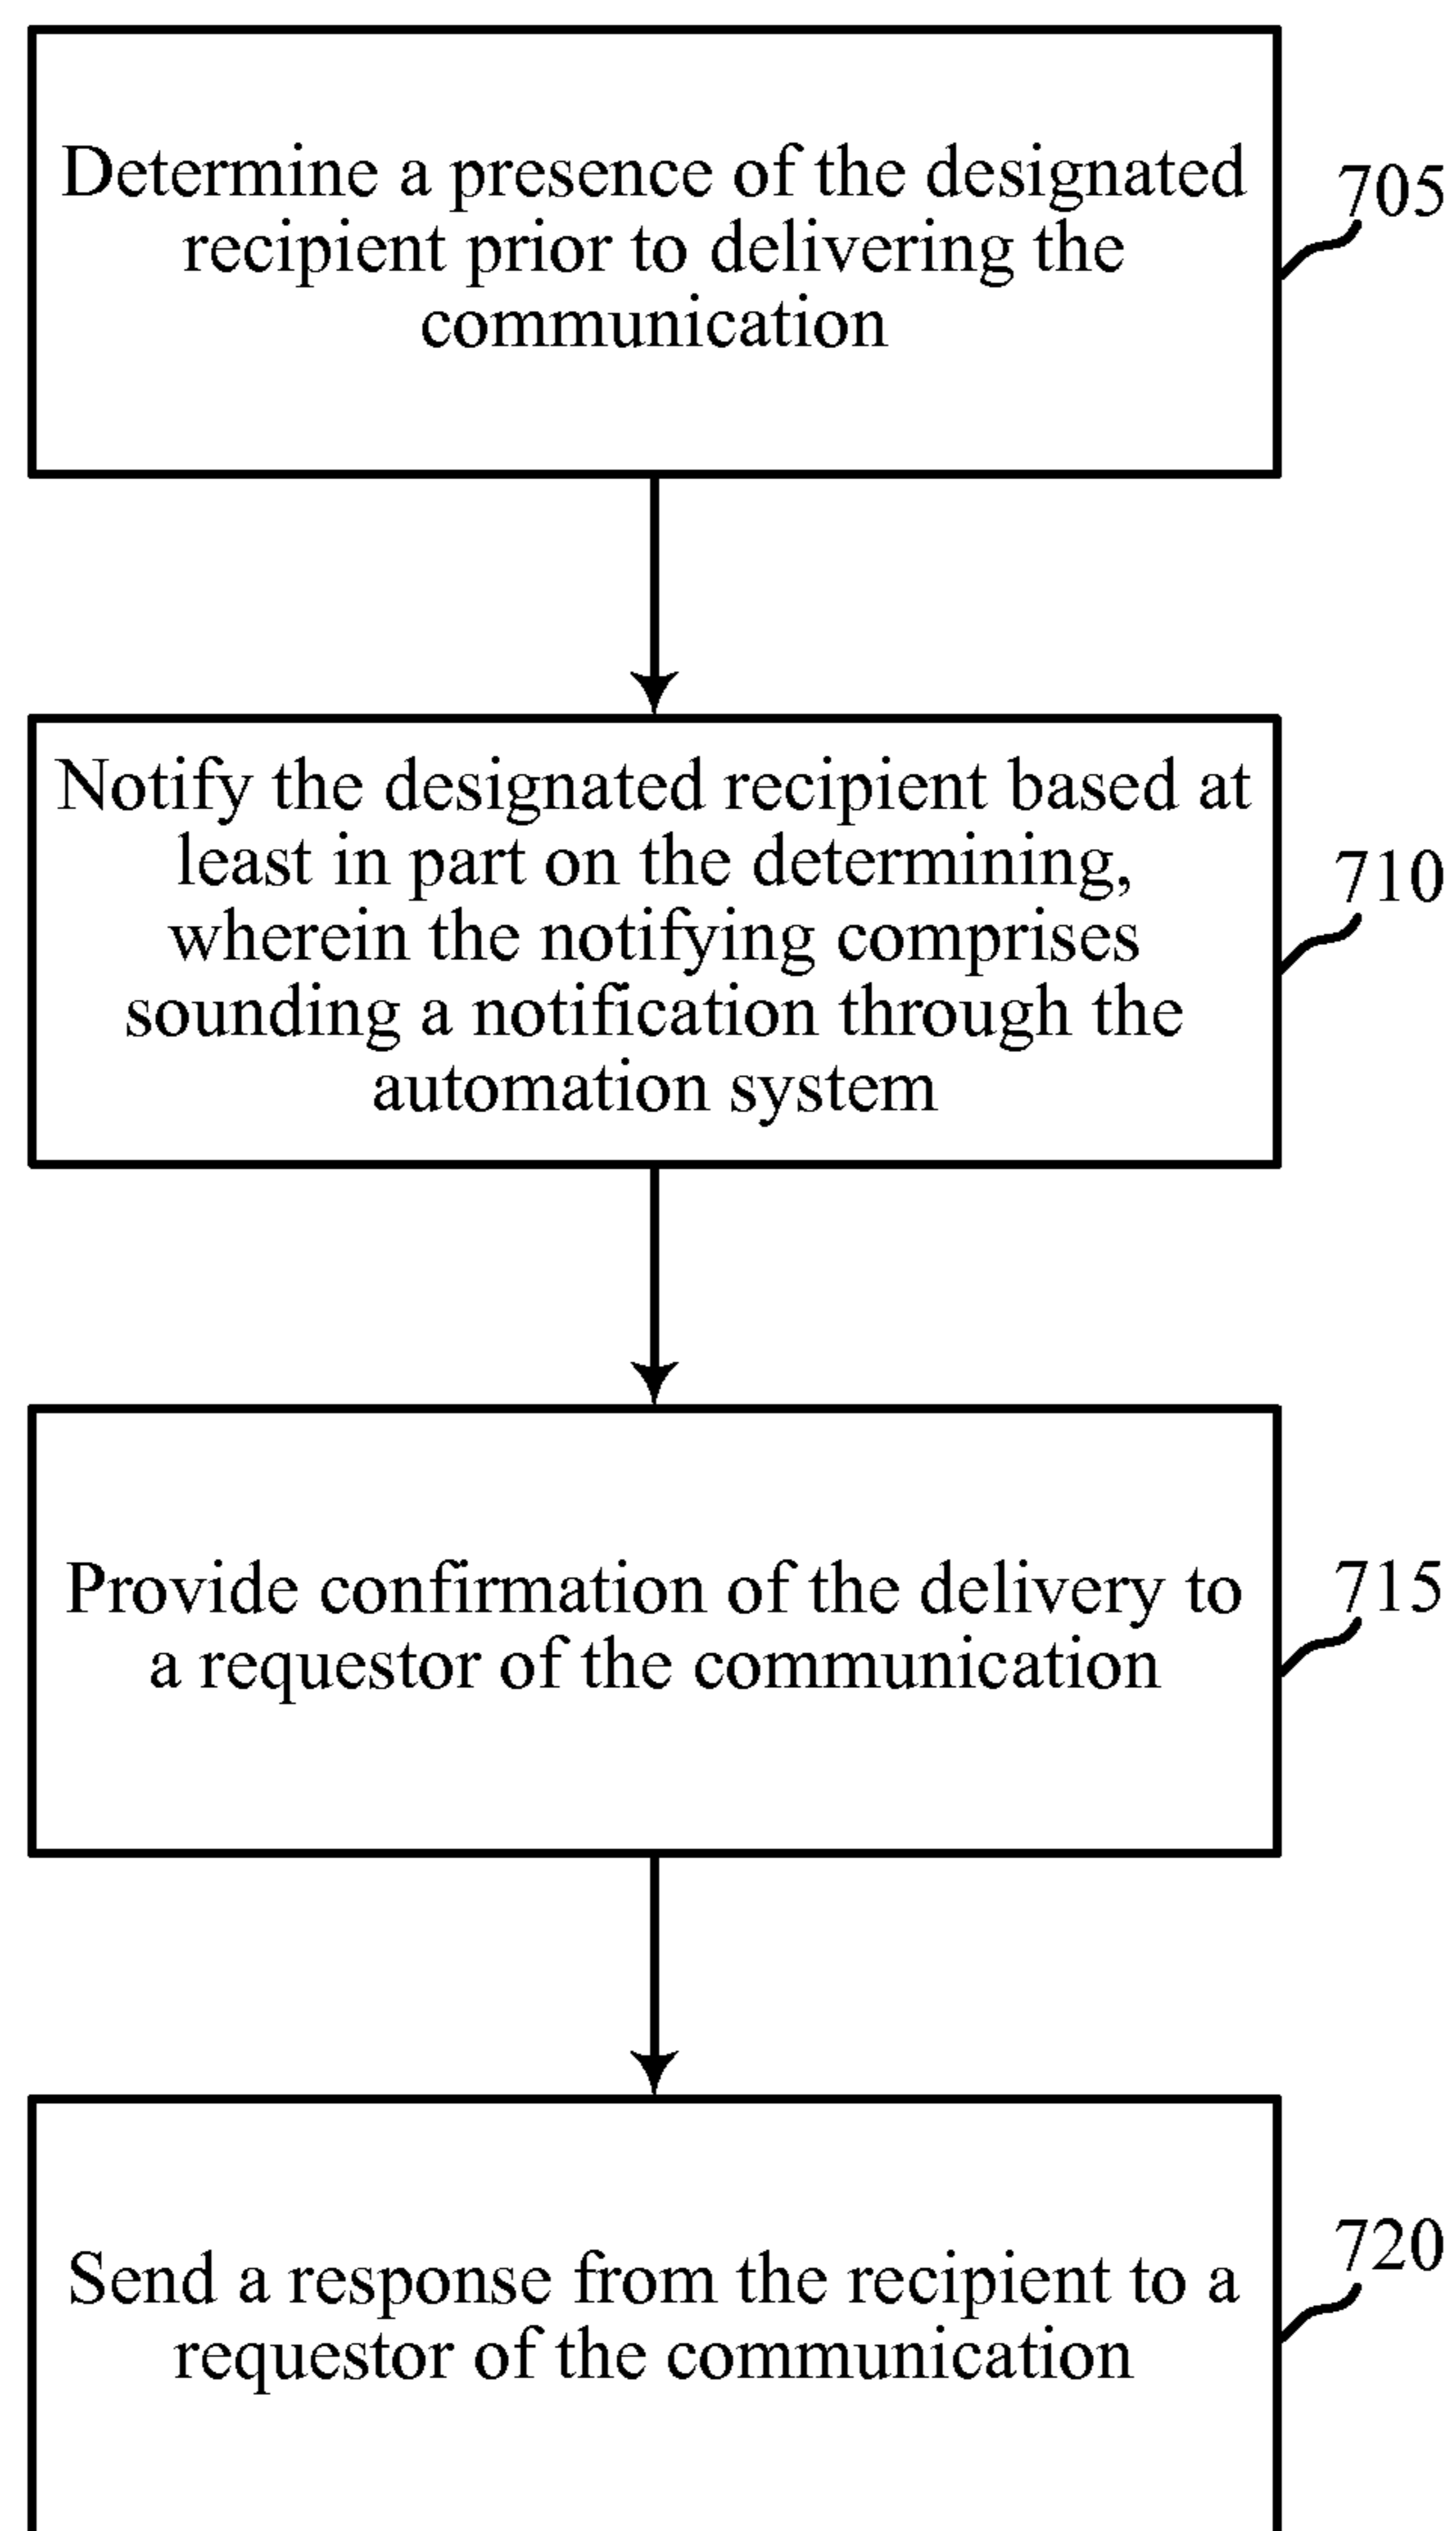 Determine a presence of the designated
recipient prior to delivering the
communication
705
Notify the designated recipient based at
least in part on the determining,
wherein the notifying comprises
sounding a notification through the
automation system
710
Provide confirmation of the delivery to
a requestor of the communication
715
Send a response from the recipient to a
requestor of the communication
720